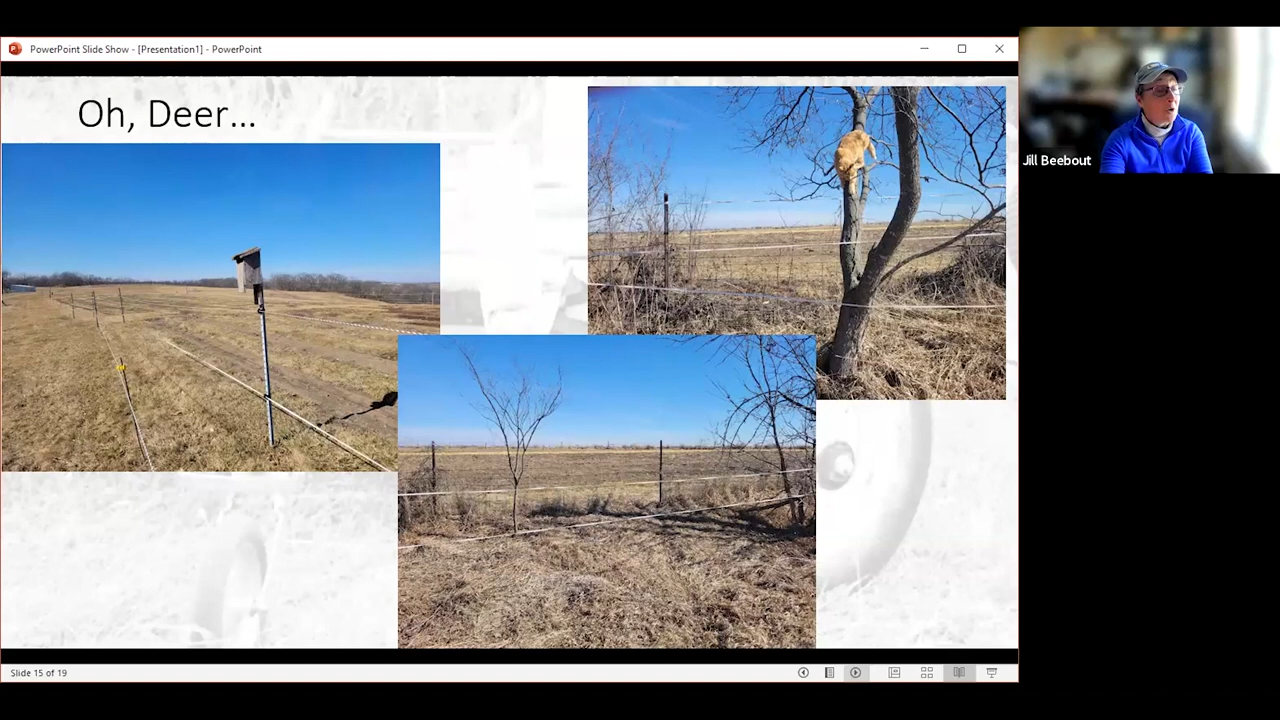 PowerPoint Slide Show - [Presentation1] - PowerPoint
Oh, Deer...
Jill Beebout
Slide 15 of 19